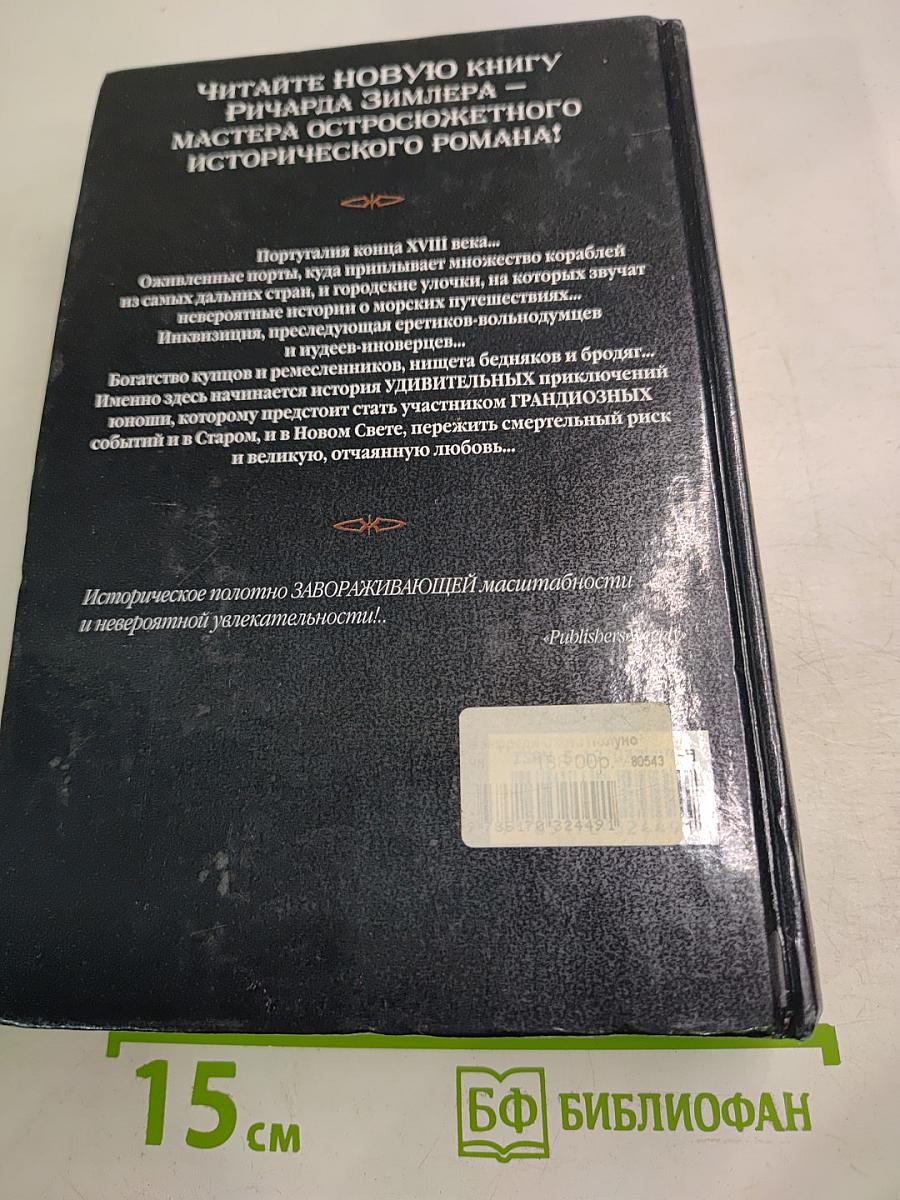 Читайте НОВУЮ книгу
Ричарда Зимлера –
мастера остросюжетного
исторического романа!
Португалия конца XVIII века...
Оживленные порты, куда приплывает множество кораблей
из самых дальних стран, и городские улочки, на которых звучат
невероятные истории о морских путешествиях...
Инквизиция, преследующая еретиков-вольнодумцев
и иудеев-иноверцев...
Богатство купцов и ремесленников, нищета бедняков и бродяг...
Именно здесь начинается история УДИВИТЕЛЬНЫХ приключений
юноши, которому предстоит стать участником ГРАНДИОЗНЫХ
событий и в Старом, и в Новом Свете, пережить смертельный риск
и великую, отчаянную любовь...
Историческое полотно ЗАВОРАЖИВАЮЩЕЙ масштабности
и невероятной увлекательности!..
«Publishers Weekly»
80543
15 см
БФ БИБЛИОФАН